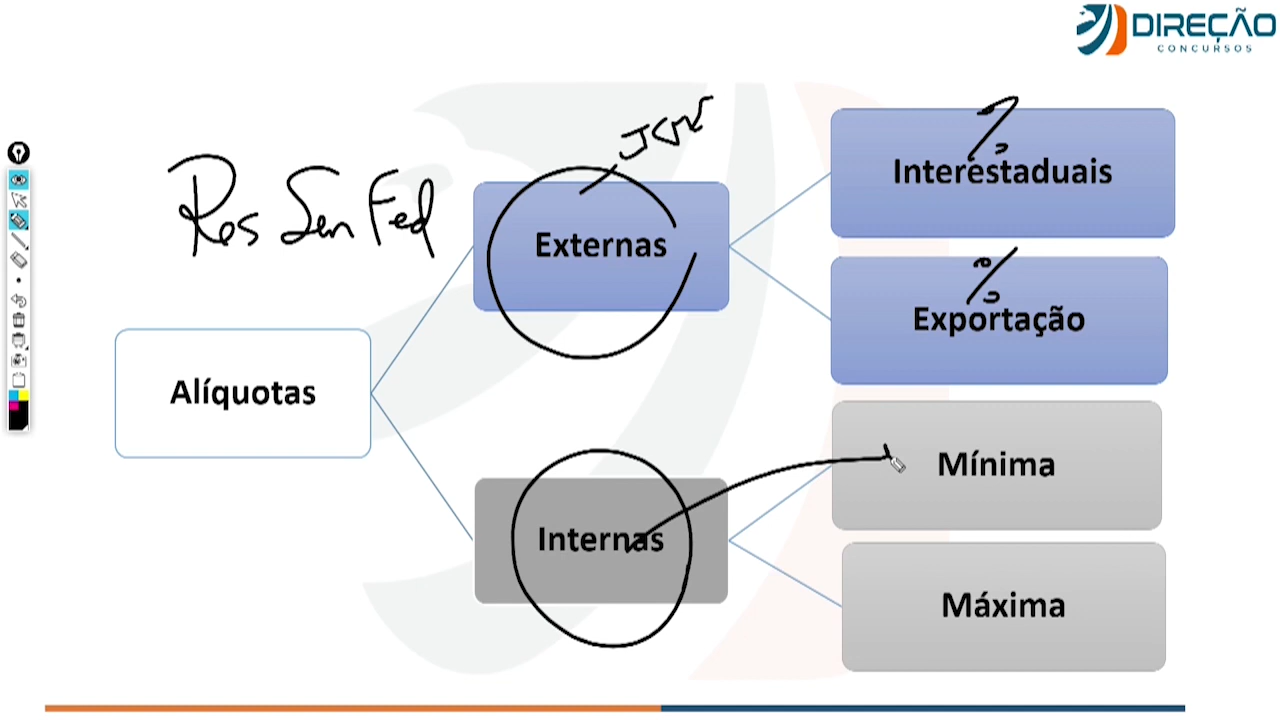 DIREÇÃO
CONCURSOS
Res Sen Fed
Externas
Interestaduais
%
Exportação
%
Alíquotas
Internas
Mínima
Máxima